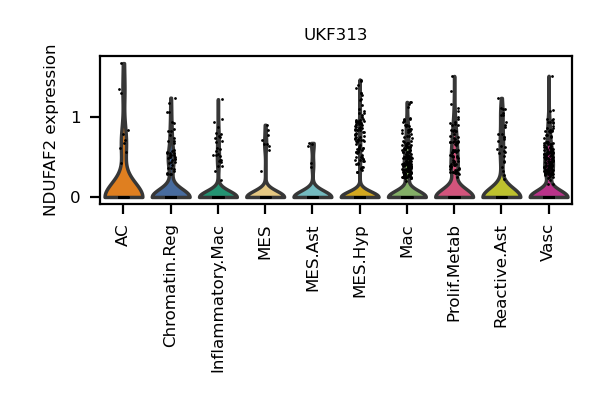 UKF313
NDUFAF2 expression
1
0
AC
Chromatin.Reg
Inflammatory.Mac
MES
MES.Ast
MES.Hyp
Mac
Prolif.Metab
Reactive.Ast
Vasc